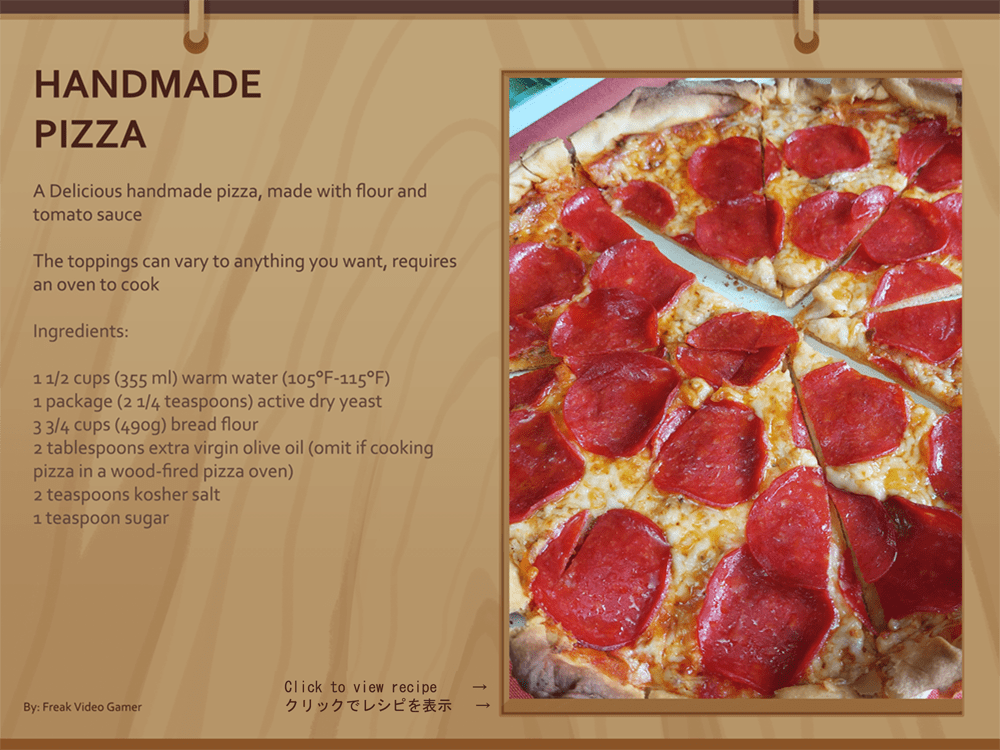 HANDMADE
PIZZA
A Delicious handmade pizza, made with flour and
tomato sauce
The toppings can vary to anything you want, requires
an oven to cook
Ingredients:
1 1/2 cups (355 ml) warm water (105°F-115°F)
1 package (2 1/4 teaspoons) active dry yeast
3 3/4 cups (490g) bread flour
2 tablespoons extra virgin olive oil (omit if cooking
pizza in a wood-fired pizza oven)
2 teaspoons kosher salt
1 teaspoon sugar
Click to view recipe →
クリックでレシピを表示 →
By: Freak Video Gamer